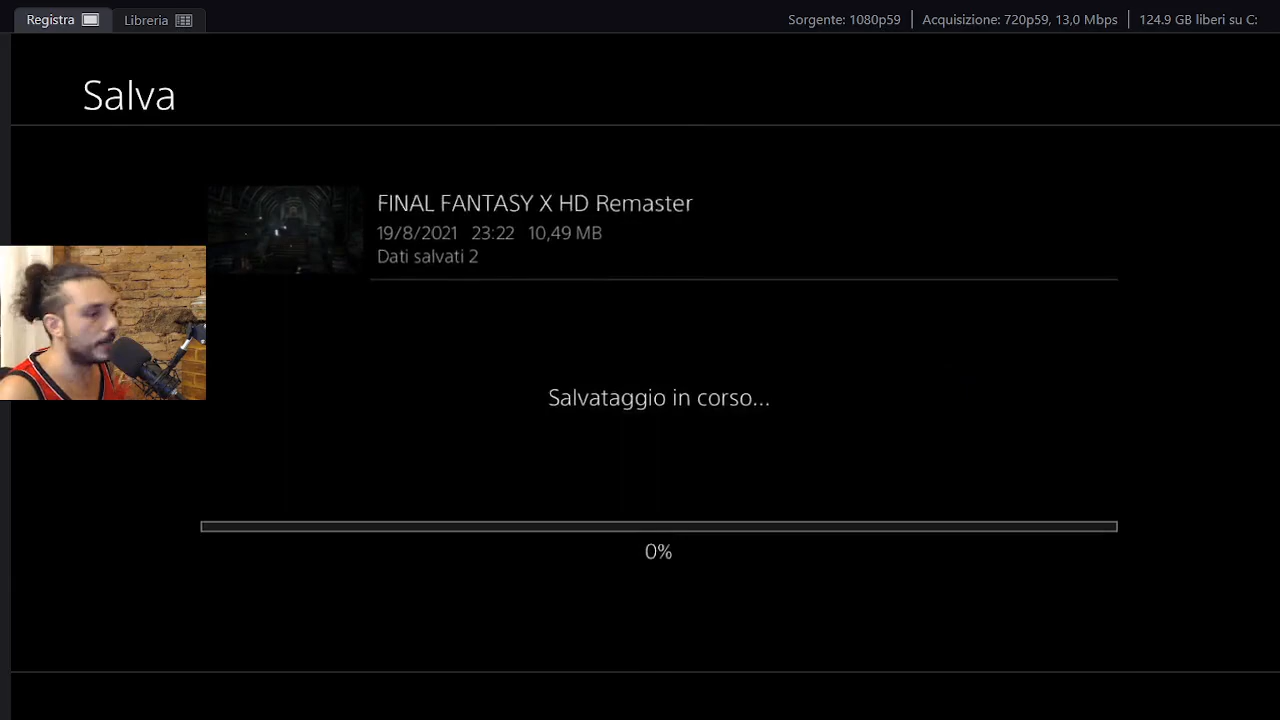 Registra
Libreria
Sorgente: 1080p59
Acquisizione: 720p59, 13,0 Mbps
124.9 GB liberi su C:
Salva
FINAL FANTASY X HD Remaster
19/8/2021 23:22 10,49 MB
Dati salvati 2
Salvataggio in corso...
0%